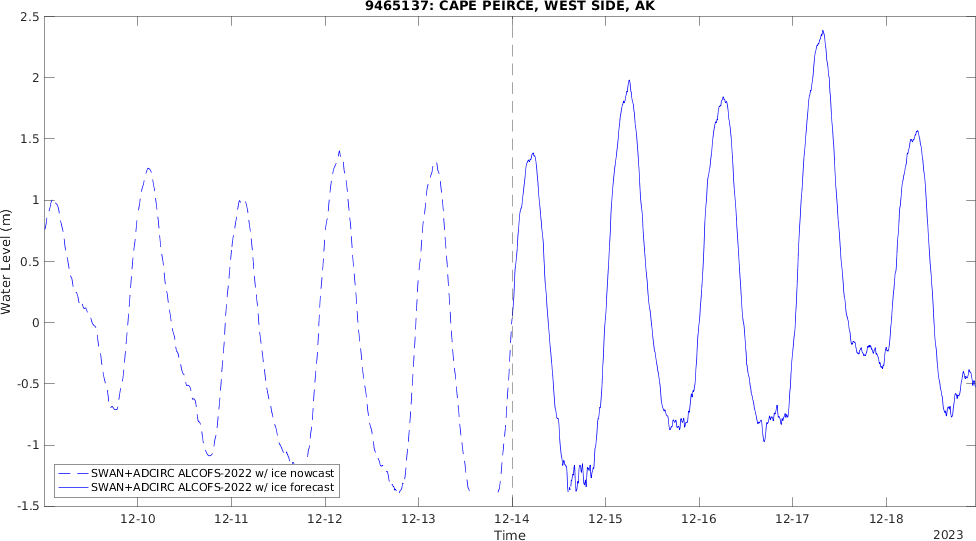 9465137: CAPE PEIRCE, WEST SIDE, AK
2.5
2
1.5
1
0.5
0
-0.5
-1
-1.5
Water Level (m)
SWAN+ADCIRC ALCOFS-2022 w/ ice nowcast
SWAN+ADCIRC ALCOFS-2022 w/ ice forecast
12-10 12-11 12-12 12-13 12-14 12-15 12-16 12-17 12-18
Time
2023